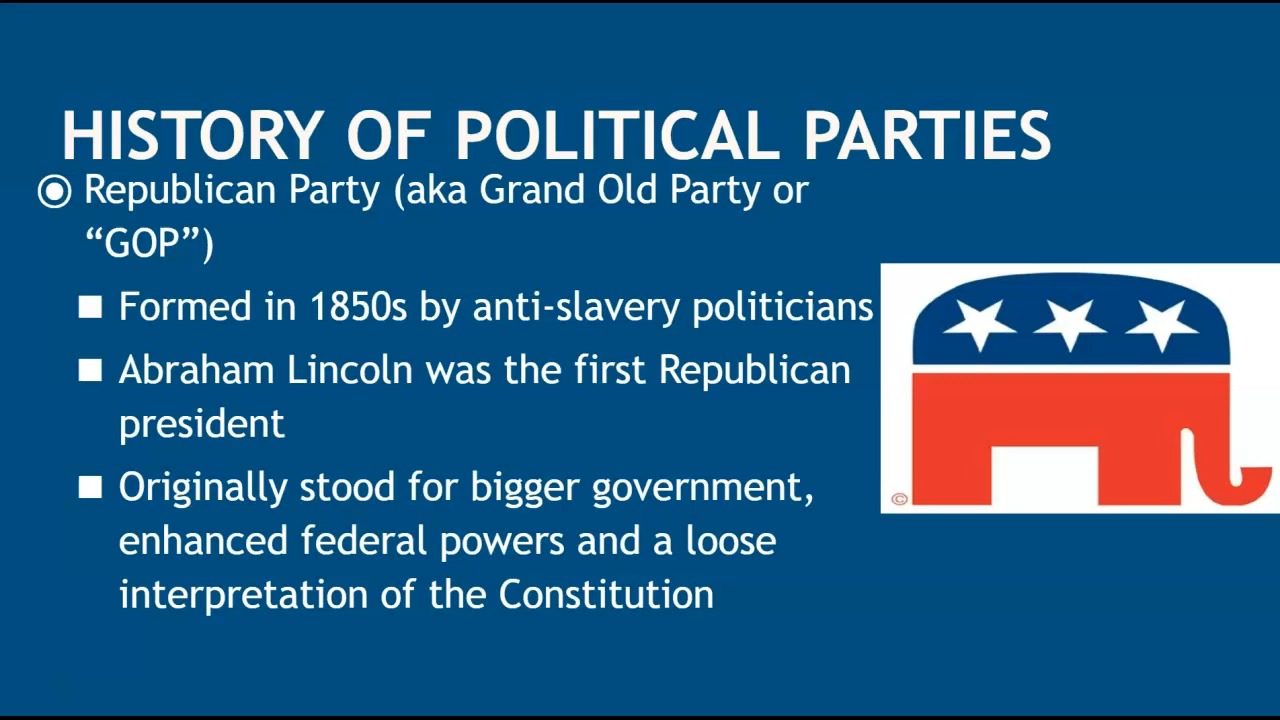 HISTORY OF POLITICAL PARTIES
Republican Party (aka Grand Old Party or
“GOP”)
Formed in 1850s by anti-slavery politicians
Abraham Lincoln was the first Republican
president
Originally stood for bigger government,
enhanced federal powers and a loose
interpretation of the Constitution
©